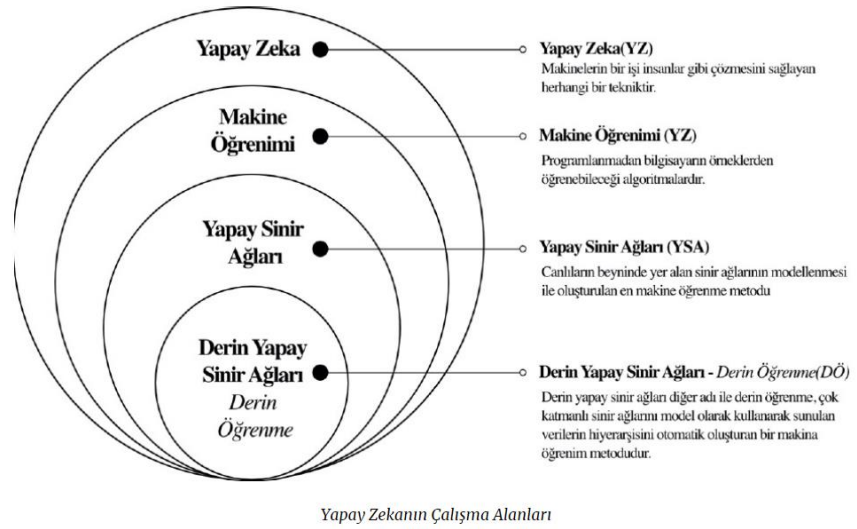 Yapay Zeka
Makine
Öğrenimi
Yapay Sinir
Ağları
Derin Yapay
Sinir Ağları
Derin
Öğrenme
Yapay Zeka(YZ)
Makinelerin bir işi insanlar gibi çözmesini sağlayan
herhangi bir tekniktir.
Makine Öğrenimi (YZ)
Programlanmadan bilgisayarın örneklerden
öğrenebileceği algoritmalardır.
Yapay Sinir Ağları (YSA)
Canlıların beyninde yer alan sinir ağlarının modellenmesi
ile oluşturulan en makine öğrenme metodu
Derin Yapay Sinir Ağları - Derin Öğrenme(DÖ)
Derin yapay sinir ağları diğer adı ile derin öğrenme, çok
katmanlı sinir ağlarını model olarak kullanarak sunulan
verilerin hiyerarşisini otomatik oluşturan bir makina
öğrenim metodudur.
Yapay Zekanın Çalışma Alanları